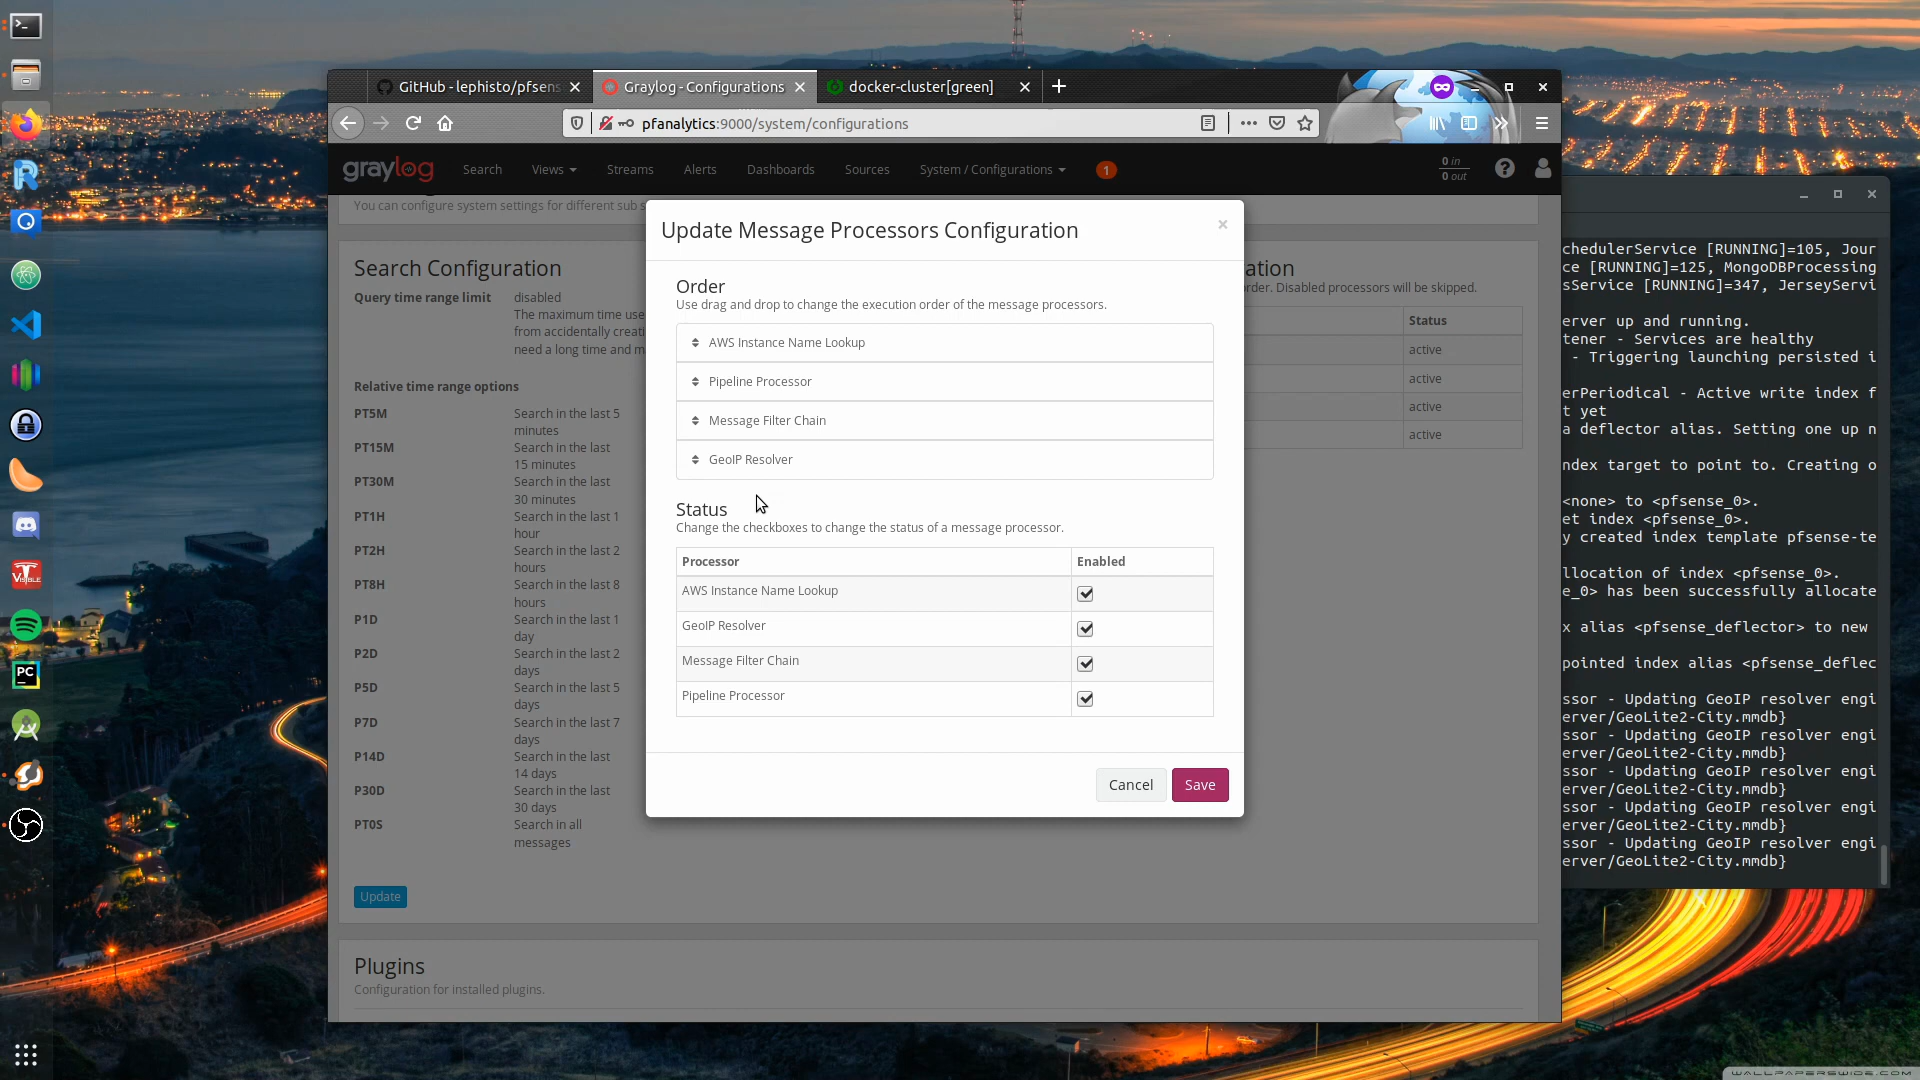 GitHub - lephisto/pfsens
Graylog - Configurations
docker-cluster[green]
pfanalytics:9000/system/configurations
graylog
Search
Views
Streams
Alerts
Dashboards
Sources
System / Configurations
1
0 in
0 out
You can configure system settings for different sub s
Search Configuration
Query time range limit
disabled
The maximum time use
from accidentally creati
need a long time and m
Relative time range options
PT5M
Search in the last 5
minutes
PT15M
Search in the last
15 minutes
PT30M
Search in the last
30 minutes
PT1H
Search in the last 1
hour
PT2H
Search in the last 2
hours
PT8H
Search in the last 8
hours
P1D
Search in the last 1
day
P2D
Search in the last 2
days
P5D
Search in the last 5
days
P7D
Search in the last 7
days
P14D
Search in the last
14 days
P30D
Search in the last
30 days
PT0S
Search in all
messages
Update
Plugins
Configuration for installed plugins.
Update Message Processors Configuration
×
Order
Use drag and drop to change the execution order of the message processors.
AWS Instance Name Lookup
Pipeline Processor
Message Filter Chain
GeoIP Resolver
Status
Change the checkboxes to change the status of a message processor.
Processor
Enabled
AWS Instance Name Lookup
GeoIP Resolver
Message Filter Chain
Pipeline Processor
Cancel
Save
ation
order. Disabled processors will be skipped.
Status
active
active
active
active
chedulerService [RUNNING]=105, Jour
ce [RUNNING]=125, MongoDBProcessing
sService [RUNNING]=347, JerseyServi
erver up and running.
tener - Services are healthy
- Triggering launching persisted i
erPeriodical - Active write index f
t yet
a deflector alias. Setting one up n
ndex target to point to. Creating o
<none> to <pfsense_0>.
et index <pfsense_0>.
y created index template pfsense-te
llocation of index <pfsense_0>.
e_0> has been successfully allocate
x alias <pfsense_deflector> to new
pointed index alias <pfsense_deflec
ssor - Updating GeoIP resolver engi
erver/GeoLite2-City.mmdb}
ssor - Updating GeoIP resolver engi
erver/GeoLite2-City.mmdb}
ssor - Updating GeoIP resolver engi
erver/GeoLite2-City.mmdb}
ssor - Updating GeoIP resolver engi
erver/GeoLite2-City.mmdb}
ssor - Updating GeoIP resolver engi
erver/GeoLite2-City.mmdb}
PC
VISIBLE
WALLPAPERSWIDE.COM